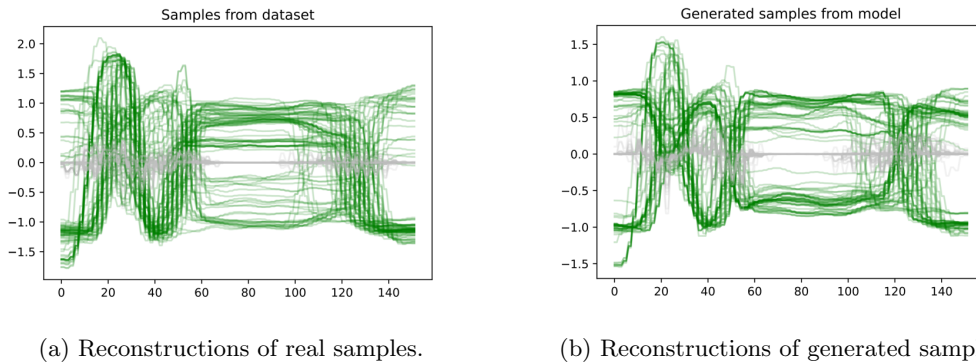 Samples from dataset
Generated samples from model
2.0
1.5
1.0
0.5
0.0
−0.5
−1.0
−1.5
0 20 40 60 80 100 120 140
1.5
1.0
0.5
0.0
−0.5
−1.0
−1.5
0 20 40 60 80 100 120 140
(a) Reconstructions of real samples.
(b) Reconstructions of generated samp